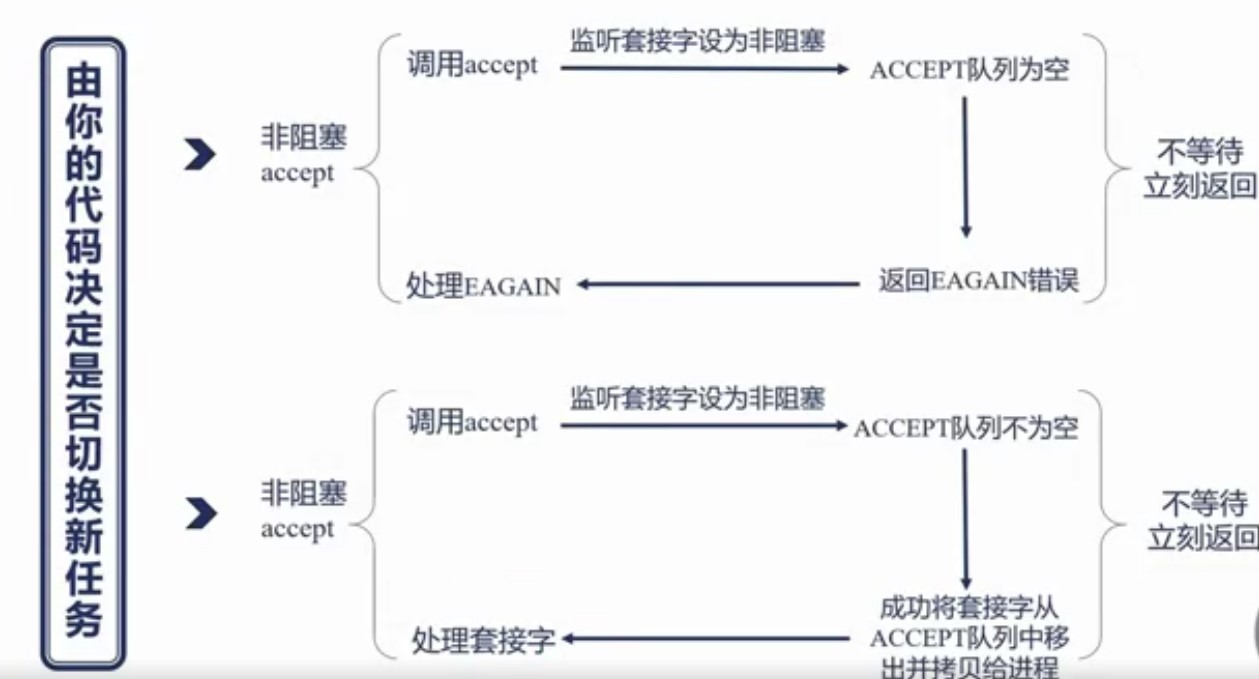 由你的代码决定是否切换新任务
非阻塞
accept
调用accept
监听套接字设为非阻塞
ACCEPT队列为空
返回EAGAIN错误
处理EAGAIN
不等待
立刻返回
非阻塞
accept
调用accept
监听套接字设为非阻塞
ACCEPT队列不为空
成功将套接字从
ACCEPT队列中移
出并拷贝给进程
处理套接字
不等待
立刻返回